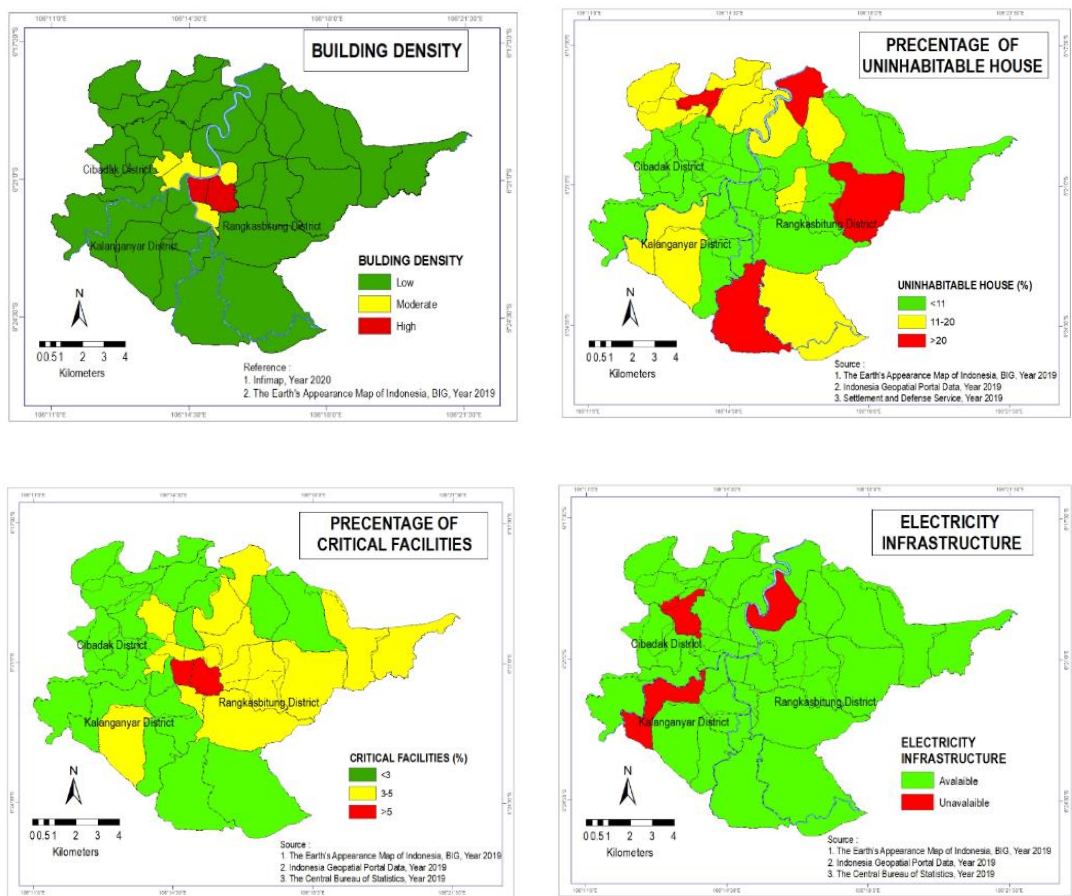 BUILDING DENSITY
Cibadak District
Rangkasbitung District
Kalanganyar District
BUILDING DENSITY
Low
Moderate
High
N
0 0,5 1 2 3 4
Kilometers
Reference :
1. Infimap, Year 2020
2. The Earth's Appearance Map of Indonesia, BIG, Year 2019
PRECENTAGE OF
UNINHABITABLE HOUSE
Cibadak District
Rangkasbitung District
Kalanganyar District
UNINHABITABLE HOUSE (%)
<11
11-20
>20
N
0 0.5 1 2 3 4
Kilometers
Source :
1. The Earth's Appearance Map of Indonesia, BIG, Year 2019
2. Indonesia Geospatial Portal Data, Year 2019
3. Settlement and Defense Service, Year 2019
PRECENTAGE OF
CRITICAL FACILITIES
Cibadak District
Rangkasbitung District
Kalanganyar District
CRITICAL FACILITIES (%)
<3
3-5
>5
N
0 0.5 1 2 3 4
Kilometers
Source :
1. The Earth's Appearance Map of Indonesia, BIG, Year 2019
2. Indonesia Geospatial Portal Data, Year 2019
3. The Central Bureau of Statistics, Year 2019
ELECTRICITY
INFRASTRUCTURE
Cibadak District
Rangkasbitung District
Kalanganyar District
ELECTRICITY
INFRASTRUCTURE
Avalaible
Unavalaible
N
0 0.5 1 2 3 4
Kilometers
Source :
1. The Earth's Appearance Map of Indonesia, BIG, Year 2019
2. Indonesia Geospatial Portal Data, Year 2019
3. The Central Bureau of Statistics, Year 2019